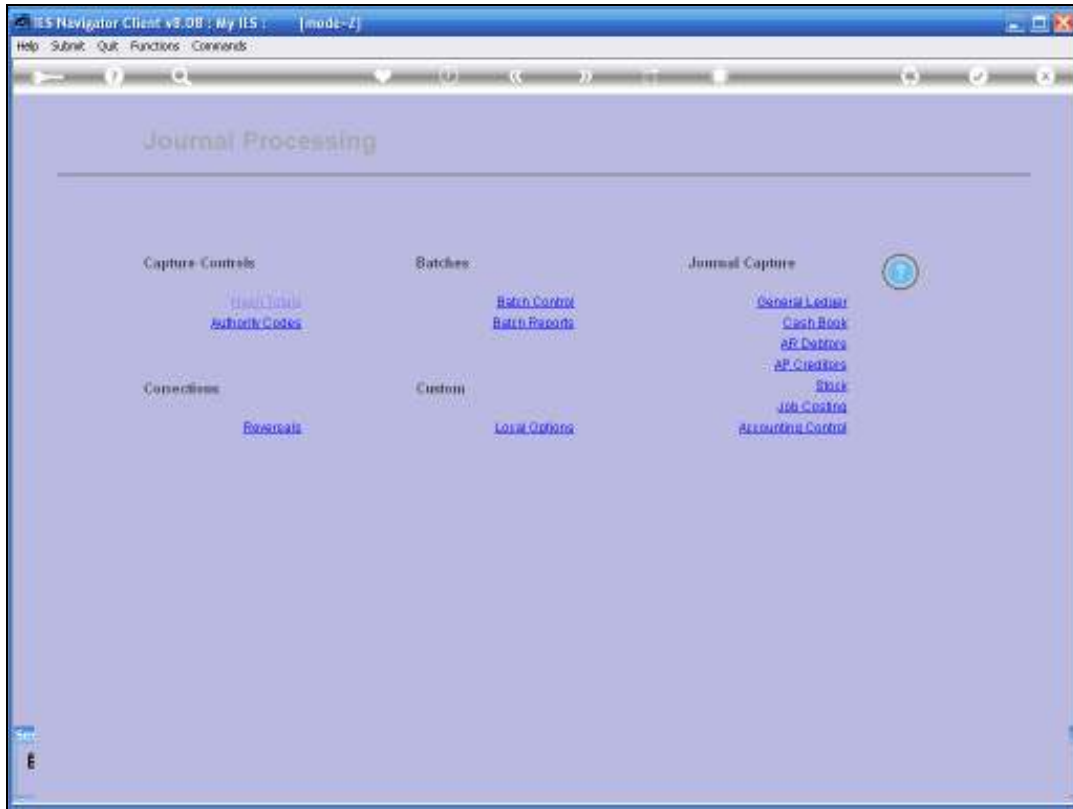 IES Navigator Client v3.08 : My IES : [mode-Z]
Help Submit Quit Functions Commands
Journal Processing
Capture Controls Batches Journal Capture
Hash Totals Batch Control General Ledger
Authority Codes Batch Reports Cash Book
AR Debtors
AP Creditors
Corrections Custom Stock
Job Costing
Reversals Local Options Accounting Control